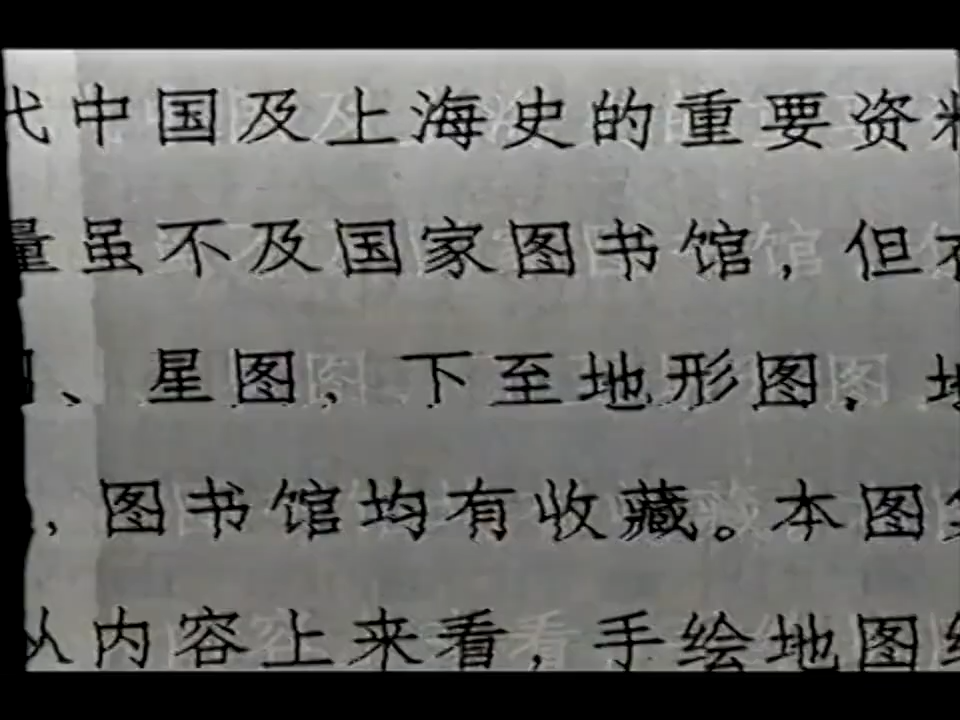 代中国及上海史的重要资料
量虽不及国家图书馆，但
、星图、下至地形图、地
，图书馆均有收藏。本图
从内容上来看，手绘地图